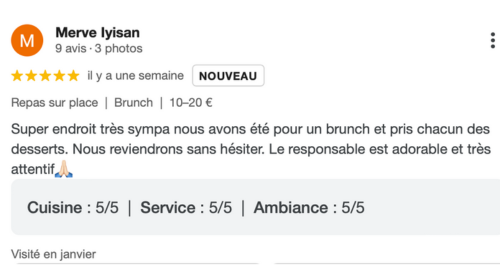 M
Merve Iyisan
9 avis · 3 photos
il y a une semaine NOUVEAU
Repas sur place | Brunch | 10–20 €
Super endroit très sympa nous avons été pour un brunch et pris chacun des
desserts. Nous reviendrons sans hésiter. Le responsable est adorable et très
attentif🙏🏻
Cuisine : 5/5 | Service : 5/5 | Ambiance : 5/5
Visité en janvier